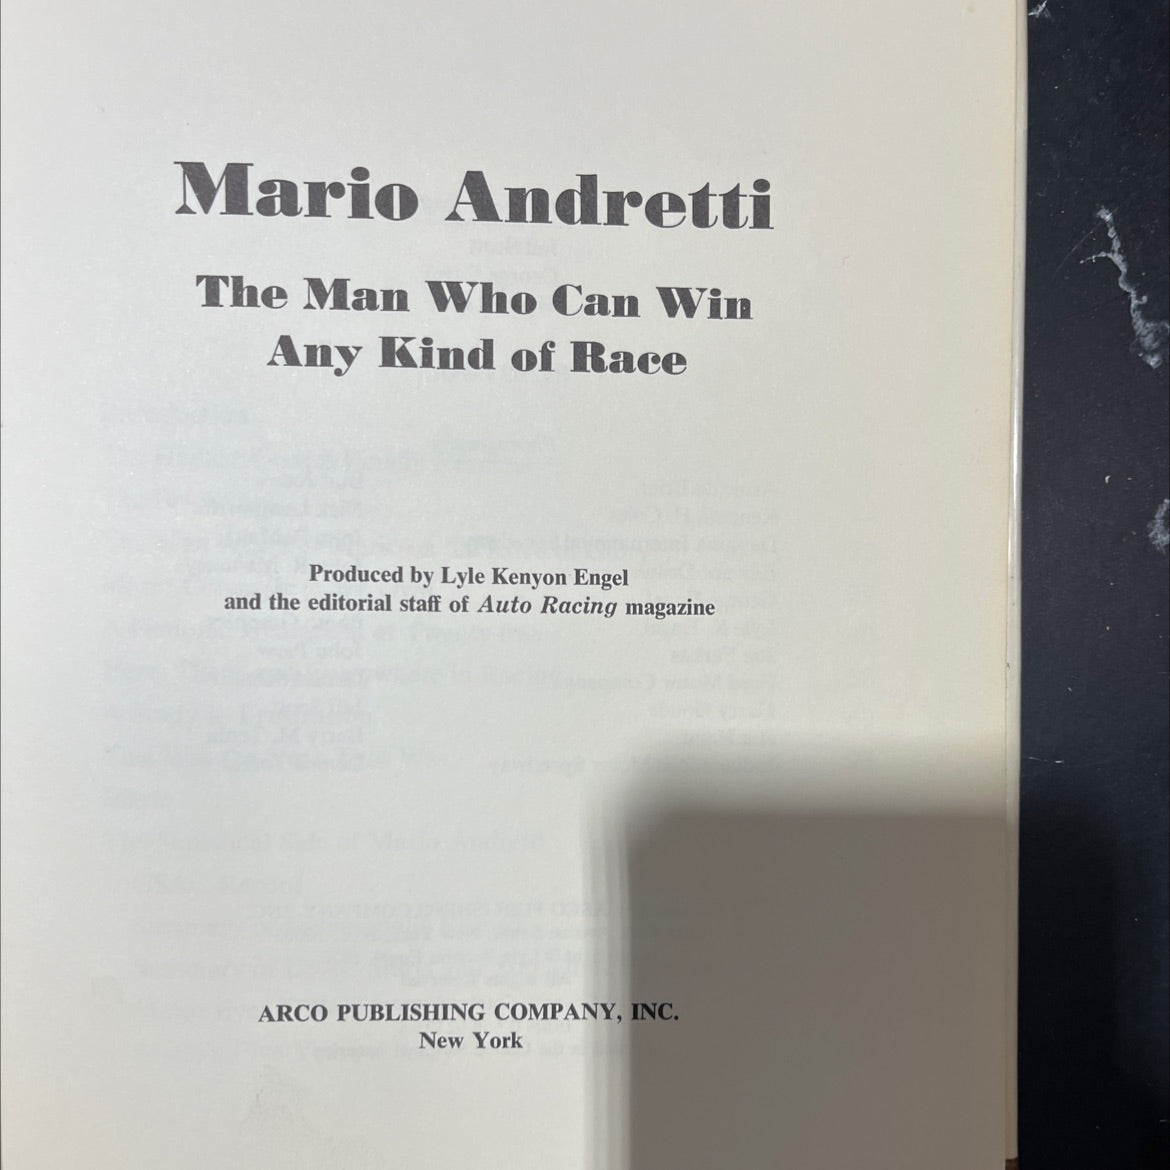 Mario Andretti
The Man Who Can Win
Any Kind of Race
Produced by Lyle Kenyon Engel
and the editorial staff of Auto Racing magazine
ARCO PUBLISHING COMPANY, INC.
New York